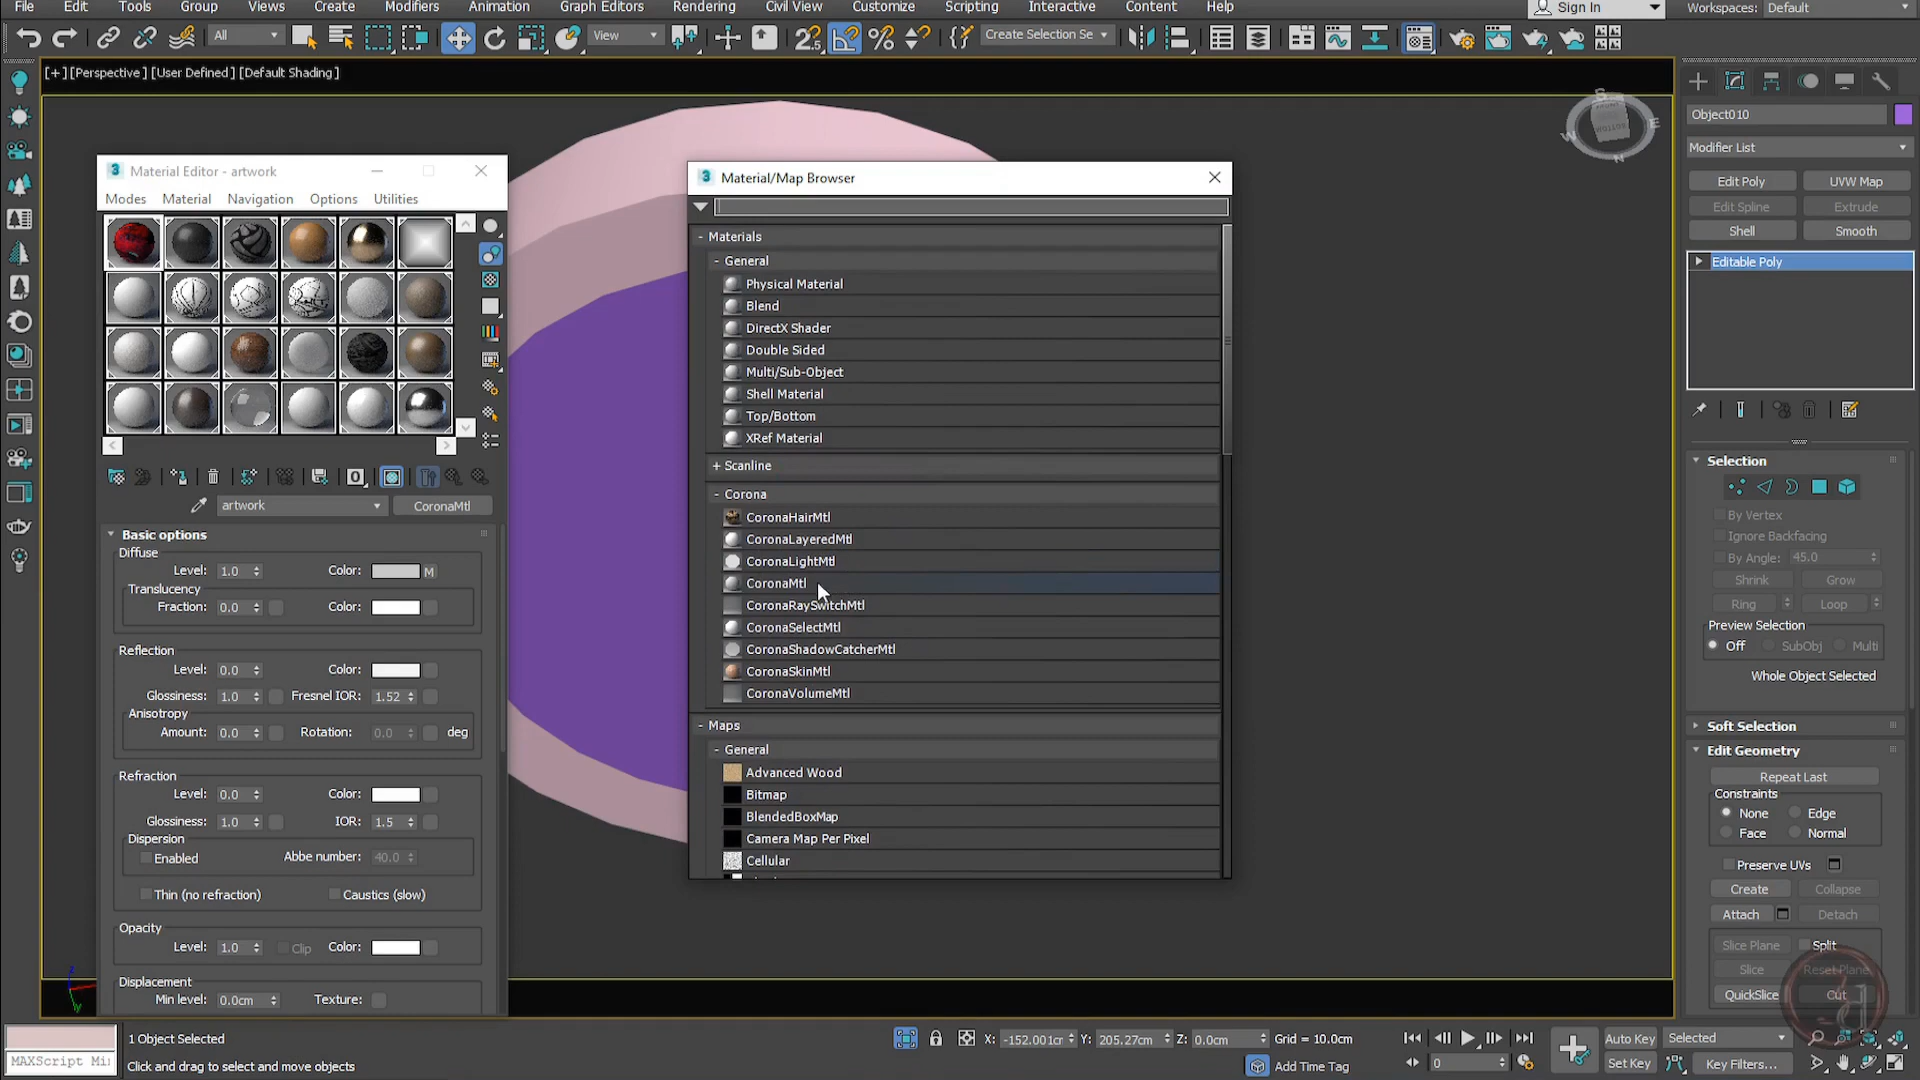 File Edit Tools Group Views Create Modifiers Animation Graph Editors Rendering Civil View Customize Scripting Interactive Content Help Sign In Workspaces: Default
All View Create Selection Se
[+] [Perspective] [User Defined] [Default Shading]
Material Editor - artwork
Modes Material Navigation Options Utilities
artwork CoronaMtl
Basic options
Diffuse
Level: 1.0 Color: M
Translucency
Fraction: 0.0 Color:
Reflection
Level: 0.0 Color:
Glossiness: 1.0 Fresnel IOR: 1.52
Anisotropy
Amount: 0.0 Rotation: 0.0 deg
Refraction
Level: 0.0 Color:
Glossiness: 1.0 IOR: 1.5
Dispersion
Enabled Abbe number: 40.0
Thin (no refraction) Caustics (slow)
Opacity
Level: 1.0 Clip Color:
Displacement
Min level: 0.0cm Texture:
Material/Map Browser
- Materials
- General
Physical Material
Blend
DirectX Shader
Double Sided
Multi/Sub-Object
Shell Material
Top/Bottom
XRef Material
+ Scanline
- Corona
CoronaHairMtl
CoronaLayeredMtl
CoronaLightMtl
CoronaMtl
CoronaRaySwitchMtl
CoronaSelectMtl
CoronaShadowCatcherMtl
CoronaSkinMtl
CoronaVolumeMtl
- Maps
- General
Advanced Wood
Bitmap
BlendedBoxMap
Camera Map Per Pixel
Cellular
S
W E
N
BOTTOM
Object010
Modifier List
Edit Poly UVW Map
Edit Spline Extrude
Shell Smooth
Editable Poly
Selection
By Vertex
Ignore Backfacing
By Angle: 45.0
Shrink Grow
Ring Loop
Preview Selection
Off SubObj Multi
Whole Object Selected
Soft Selection
Edit Geometry
Repeat Last
Constraints
None Edge
Face Normal
Preserve UVs
Create Collapse
Attach Detach
Slice Plane Split
Slice Reset Plane
QuickSlice Cut
z
y
MAXScript Mi
1 Object Selected
Click and drag to select and move objects
X: -152.001cr Y: 205.27cm Z: 0.0cm Grid = 10.0cm
Add Time Tag
0
Auto Key Selected
Set Key Key Filters...